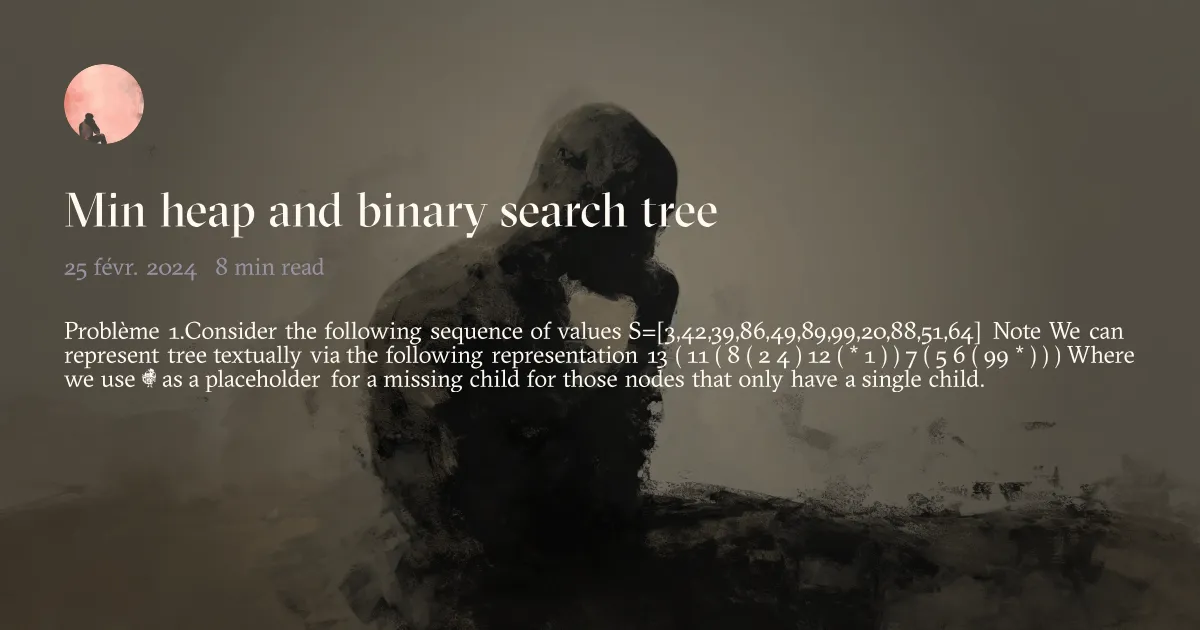 Min heap and binary search tree
25 févr. 2024 8 min read
Problème 1.Consider the following sequence of values S=[3,42,39,86,49,89,99,20,88,51,64] Note We can
represent tree textually via the following representation 13 ( 11 ( 8 ( 2 4 ) 12 ( * 1 ) ) 7 ( 5 6 ( 99 * ) ) ) Where
we use as a placeholder for a missing child for those nodes that only have a single child.